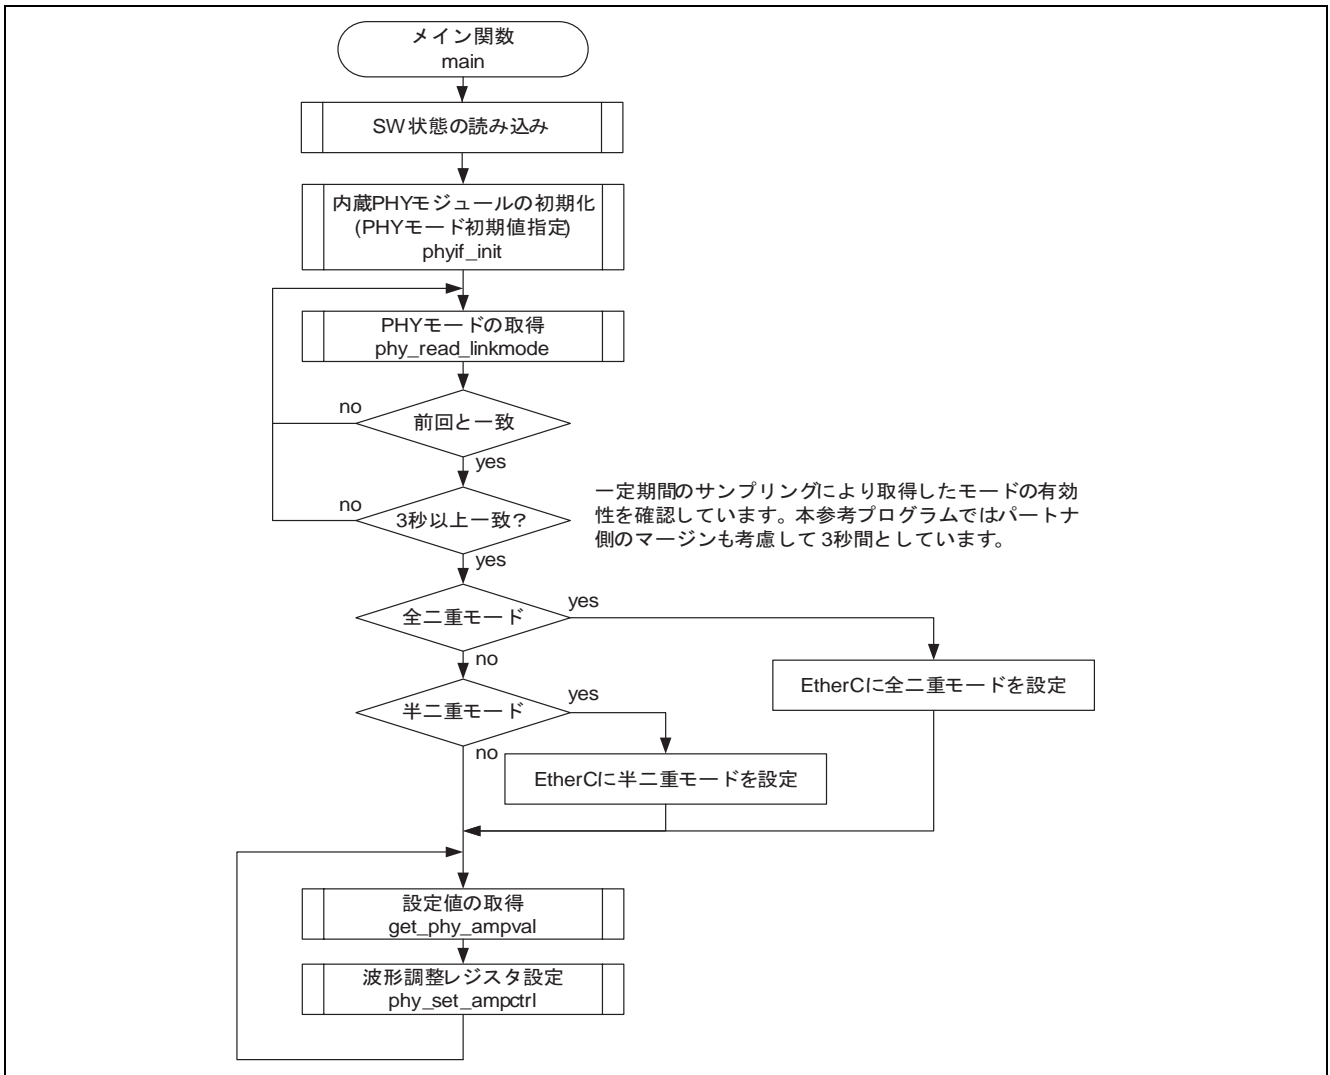 メイン関数
main
SW状態の読み込み
内蔵PHYモジュールの初期化
(PHYモード初期値指定)
phyif_init
PHYモードの取得
phy_read_linkmode
no
前回と一致
yes
no
3秒以上一致?
一定期間のサンプリングにより取得したモードの有効
性を確認しています。本参考プログラムではパートナ
側のマージンも考慮して3秒間としています。
yes
全二重モード
yes
no
EtherCに全二重モードを設定
半二重モード
yes
no
EtherCに半二重モードを設定
設定値の取得
get_phy_ampval
波形調整レジスタ設定
phy_set_ampctrl